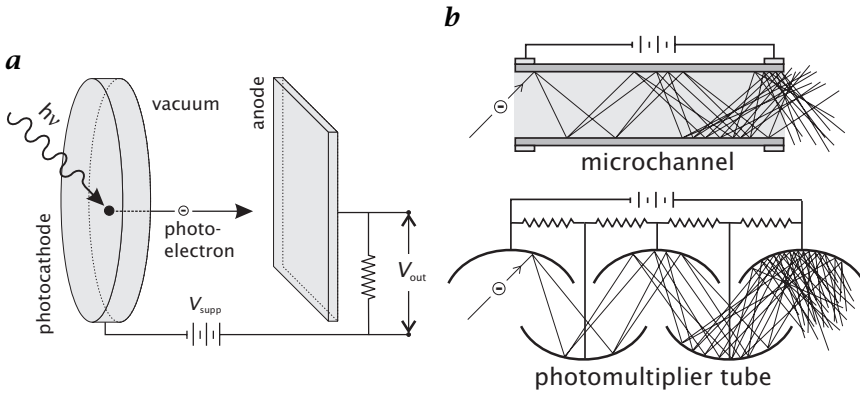 a
hν
vacuum
anode
photocathode
photo-
electron
V_supp
V_out
b
microchannel
photomultiplier tube